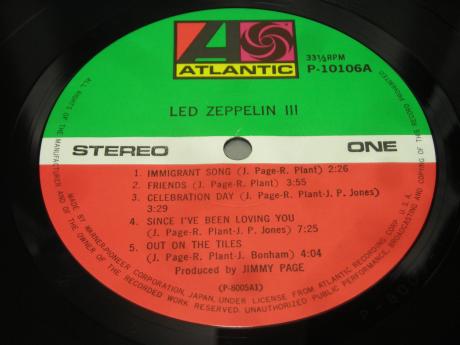 ATLANTIC
33⅓RPM
P-10106A
LED ZEPPELIN III
STEREO
ONE
1. IMMIGRANT SONG (J. Page-R. Plant) 2:26
2. FRIENDS (J. Page-R. Plant) 3:55
3. CELEBRATION DAY (J. Page-R. Plant-J. P. Jones)
3:29
4. SINCE I'VE BEEN LOVING YOU
(J. Page-R. Plant-J. P. Jones) 7:25
5. OUT ON THE TILES
(J. Page-R. Plant-J. Bonham) 4:04
Produced by JIMMY PAGE
(P-8005A1)
MADE BY WARNER-PIONEER CORPORATION, JAPAN, UNDER LICENSE FROM ATLANTIC RECORDING CORP., U.S.A.
ALL RIGHTS OF THE MANUFACTURER AND OF THE OWNER OF THE RECORDED WORK RESERVED. UNAUTHORIZED PUBLIC PERFORMANCE, BROADCASTING AND COPYING OF THIS RECORD PROHIBITED